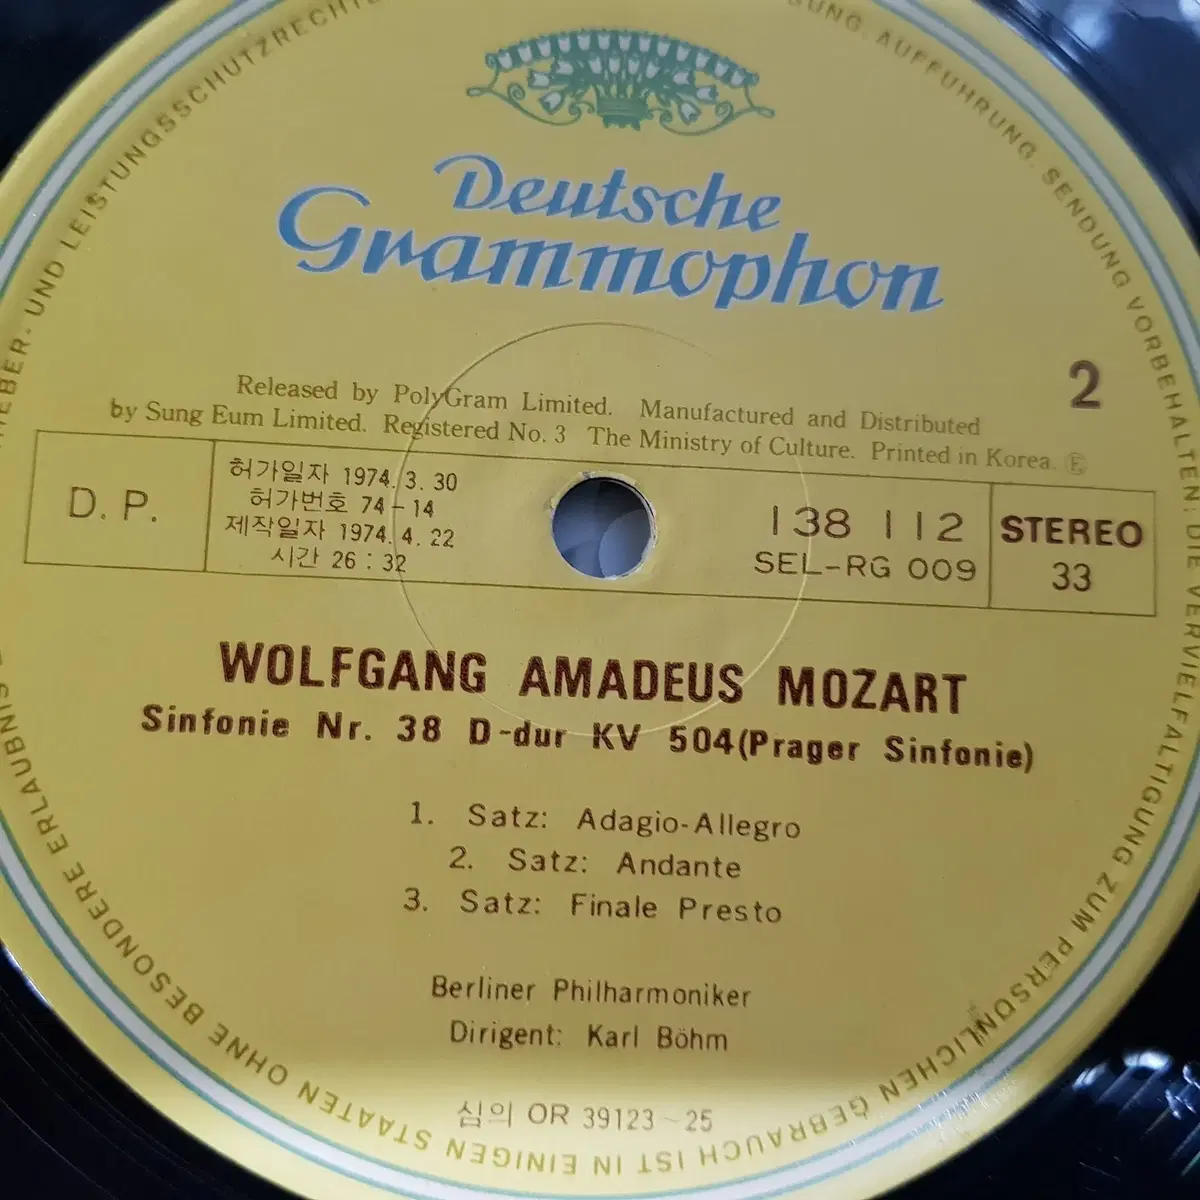 Deutsche
Grammophon
2
Released by PolyGram Limited. Manufactured and Distributed
by Sung Eum Limited. Registered No. 3 The Ministry of Culture. Printed in Korea. Ⓔ
D. P.
허가일자 1974. 3. 30
허가번호 74-14
제작일자 1974. 4. 22
시간 26 : 32
138 112
SEL-RG 009
STEREO
33
WOLFGANG AMADEUS MOZART
Sinfonie Nr. 38 D-dur KV 504(Prager Sinfonie)
1. Satz: Adagio-Allegro
2. Satz: Andante
3. Satz: Finale Presto
Berliner Philharmoniker
Dirigent: Karl Böhm
심의 OR 39123-25
UND LEISTUNGSSCHUTZRECHTE
AUFFUHRUNG. SENDUNG VORBEHALTEN: DIE VERVIELFALTIGUNG ZUM PERSONLICHEN GEBRAUCH IST IN EINIGEN STAATEN OHNE BESONDERE ERLAUBNIS